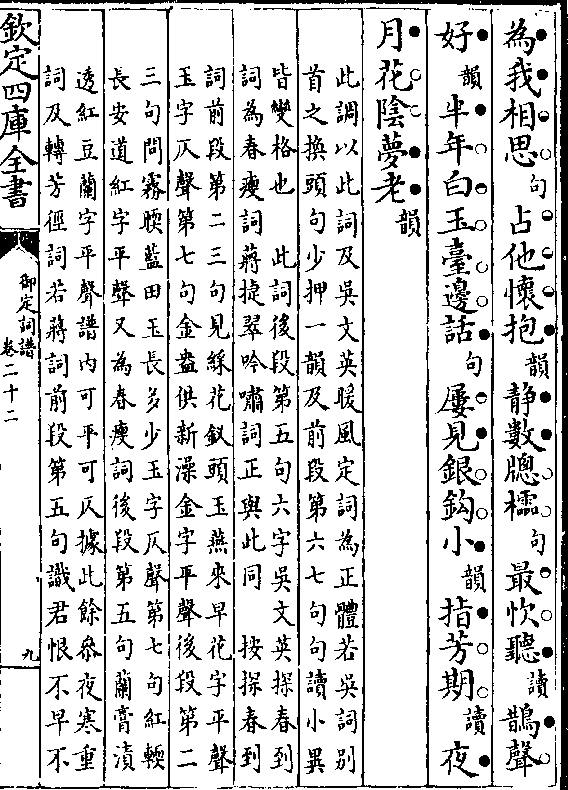 為我相思句占他懷抱韻靜數牕櫺句最忺聽讀鵲聲
好韻半年白玉臺邊話句屢見銀鉤小韻指芳期讀夜
月花陰夢老韻
此調以此詞及吳文英暖風定詞為正體若吳詞別
首之換頭句少押一韻及前段第六七句句讀小異
皆變格也　此詞後段第五句六字吳文英探春到
詞為春瘦詞蔣捷翠吟嘯詞正與此同　按探春到
詞前段第二三句見綵花釵頭玉燕來早花字平聲
玉字仄聲第七句金盎供新澡金字平聲後段第二
三句問霧暖藍田玉長多少玉字仄聲第七句紅輭
長安道紅字平聲又為春瘦詞後段第五句蘭膏漬
透紅豆蘭字平聲譜内可平可仄據此餘叅夜寒重
詞及轉芳徑詞若蔣詞前段第五句識君恨不早不
欽定四庫全書
御定詞譜
卷二十二
九